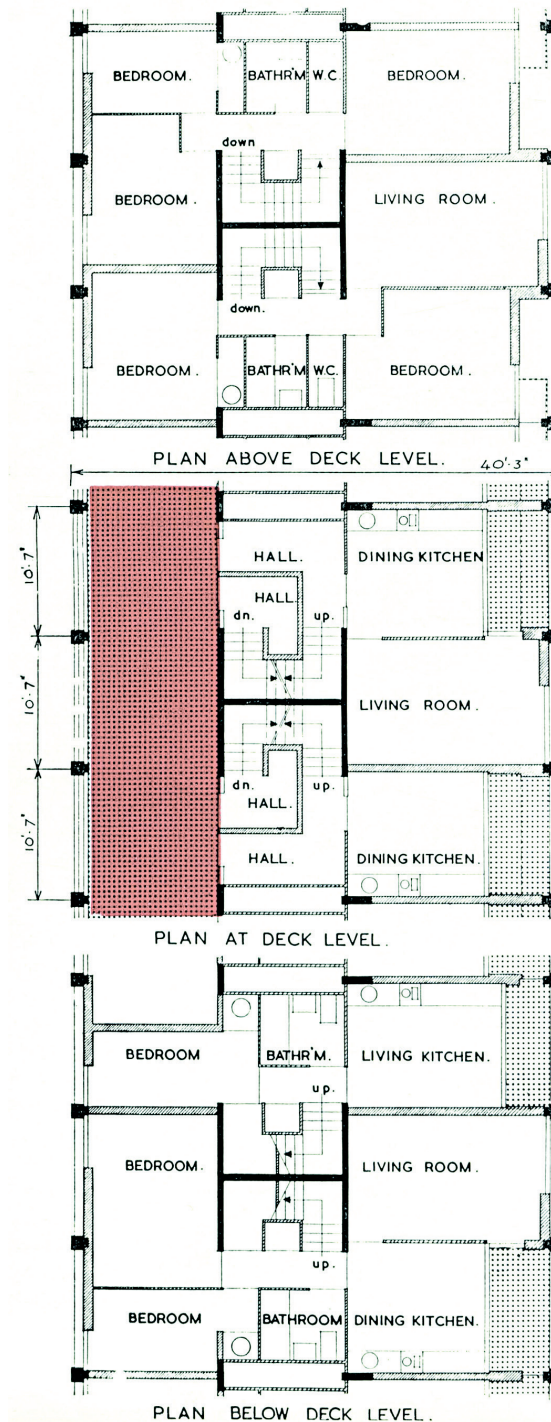 BEDROOM. BATHR'M W.C. BEDROOM.
down
BEDROOM. LIVING ROOM.
down.
BEDROOM. BATHR'M W.C. BEDROOM.
PLAN ABOVE DECK LEVEL.
40'·3"
10'·7"
HALL. DINING KITCHEN
HALL.
dn. up.
10'·7"
LIVING ROOM.
dn. up.
10'·7"
HALL.
HALL. DINING KITCHEN.
PLAN AT DECK LEVEL.
BEDROOM BATHR'M. LIVING KITCHEN.
up.
BEDROOM. LIVING ROOM.
up.
BEDROOM BATHROOM DINING KITCHEN.
PLAN BELOW DECK LEVEL.